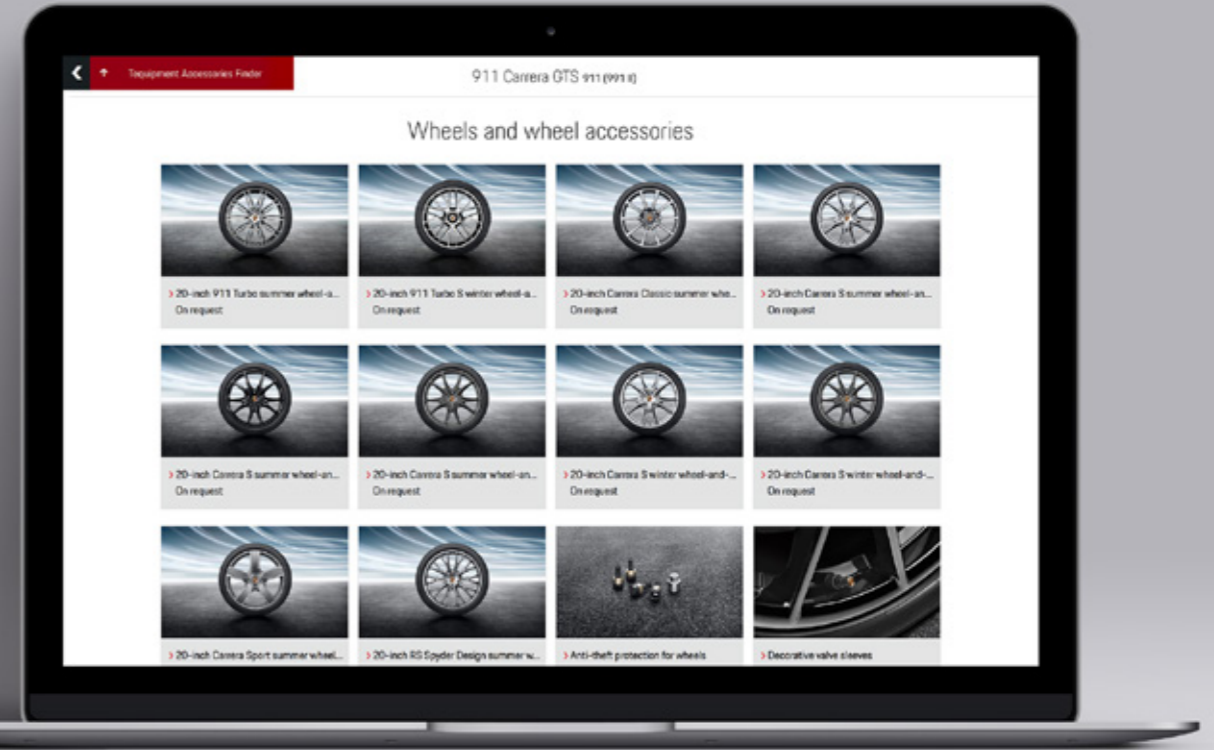 Tequipment Accessories Finder
911 Carrera GTS 911 (991 II)
Wheels and wheel accessories
20-inch 911 Turbo summer wheel-a...
On request
20-inch 911 Turbo S winter wheel-a...
On request
20-inch Carrera Classic summer whe...
On request
20-inch Carrera S summer wheel-an...
On request
20-inch Carrera S summer wheel-an...
On request
20-inch Carrera S summer wheel-an...
On request
20-inch Carrera S winter wheel-and-...
On request
20-inch Carrera S winter wheel-and-...
On request
20-inch Carrera Sport summer wheel...
20-inch RS Spyder Design summer w...
Anti-theft protection for wheels
Decorative valve sleeves